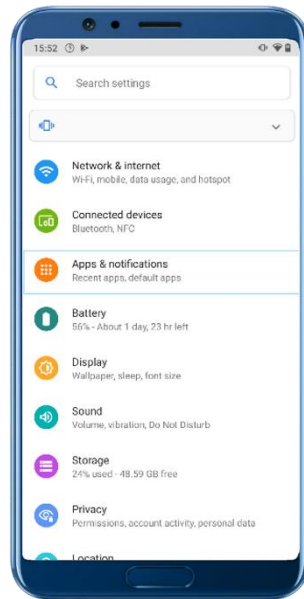 15:52
Search settings
Network & internet
Wi-Fi, mobile, data usage, and hotspot
Connected devices
Bluetooth, NFC
Apps & notifications
Recent apps, default apps
Battery
56% - About 1 day, 23 hr left
Display
Wallpaper, sleep, font size
Sound
Volume, vibration, Do Not Disturb
Storage
24% used - 48.59 GB free
Privacy
Permissions, account activity, personal data
Location